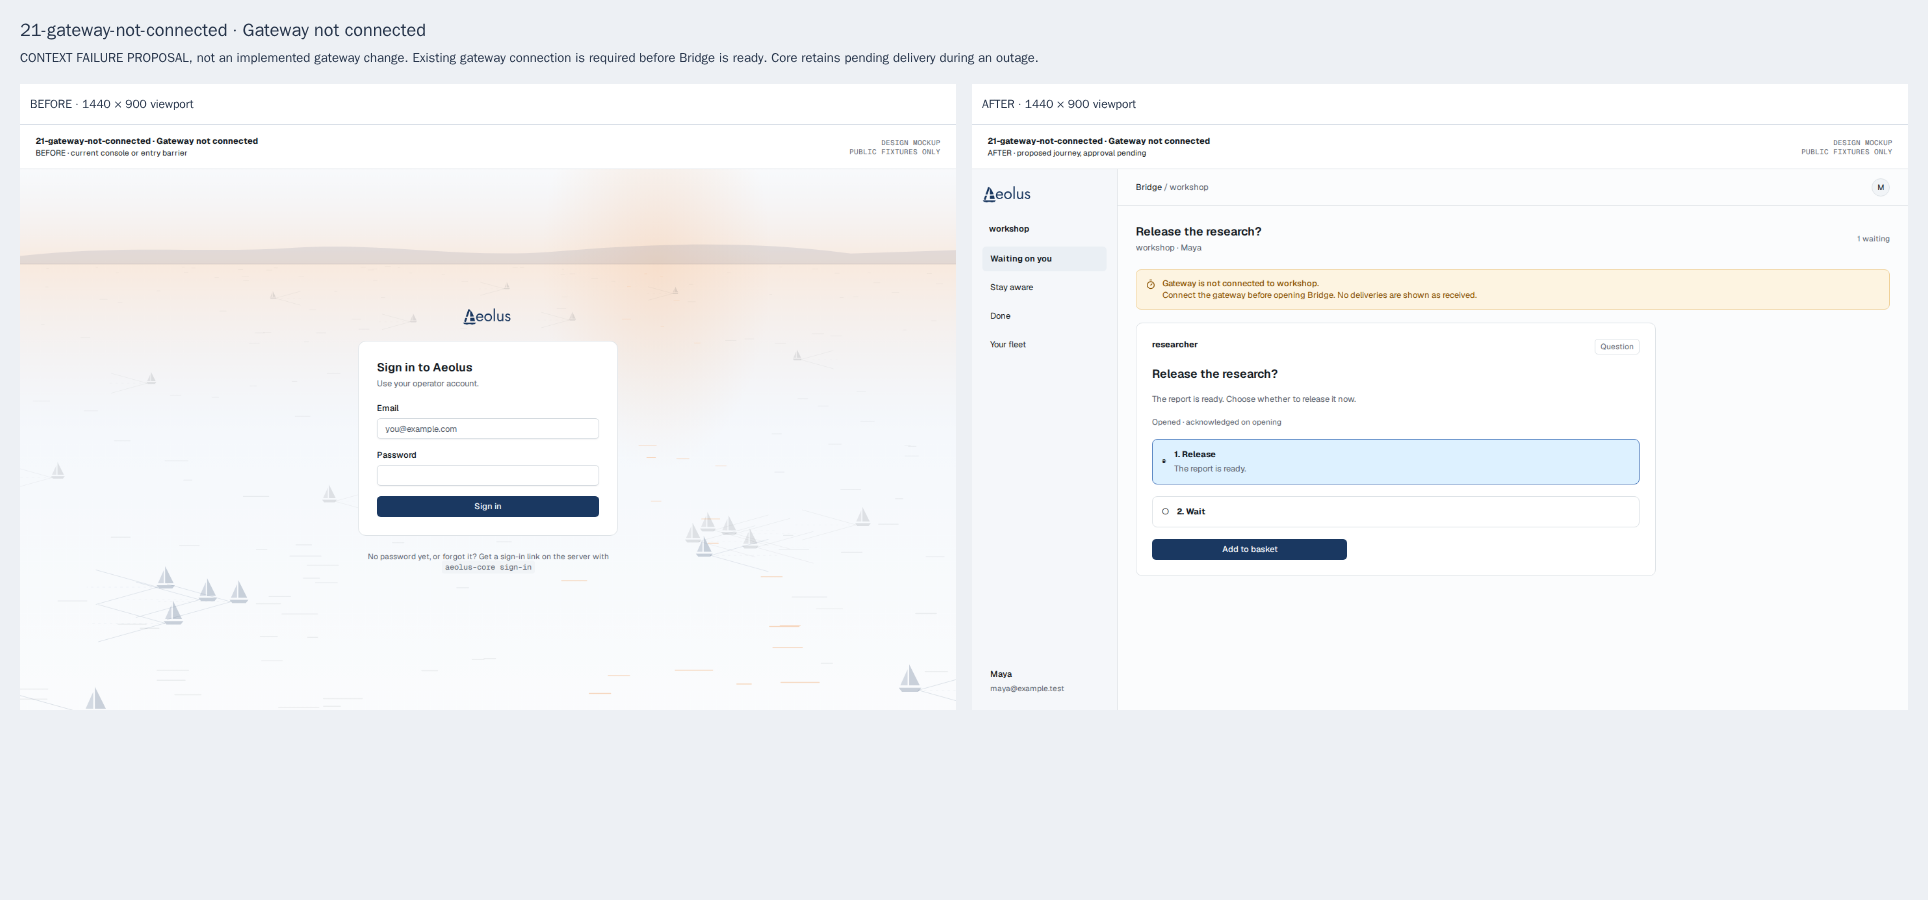 21-gateway-not-connected · Gateway not connected
CONTEXT FAILURE PROPOSAL, not an implemented gateway change. Existing gateway connection is required before Bridge is ready. Core retains pending delivery during an outage.
BEFORE · 1440 × 900 viewport
21-gateway-not-connected · Gateway not connected
BEFORE · current console or entry barrier
DESIGN MOCKUP
PUBLIC FIXTURES ONLY
Aeolus
Sign in to Aeolus
Use your operator account.
Email
you@example.com
Password
Sign in
No password yet, or forgot it? Get a sign-in link on the server with
aeolus-core sign-in
AFTER · 1440 × 900 viewport
21-gateway-not-connected · Gateway not connected
AFTER · proposed journey, approval pending
DESIGN MOCKUP
PUBLIC FIXTURES ONLY
Aeolus
workshop
Waiting on you
Stay aware
Done
Your fleet
Maya
maya@example.test
Bridge / workshop
M
Release the research?
workshop · Maya
1 waiting
Gateway is not connected to workshop.
Connect the gateway before opening Bridge. No deliveries are shown as received.
researcher
Question
Release the research?
The report is ready. Choose whether to release it now.
Opened · acknowledged on opening
1. Release
The report is ready.
2. Wait
Add to basket